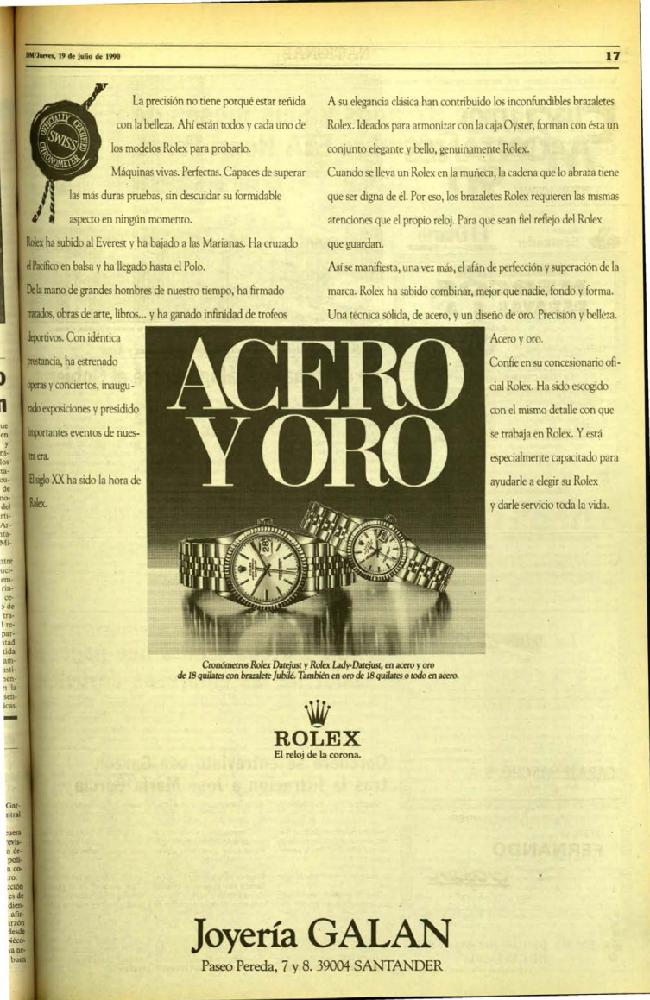 DM/Jueves, 19 de julio de 1990
17
OFFICIALLY CERTIFIED
SWISS
CHRONOMETER
La precisión no tiene porqué estar reñida
con la belleza. Ahí están todos y cada uno de
los modelos Rolex para probarlo.
Máquinas vivas. Perfectas. Capaces de superar
las más duras pruebas, sin descuidar su formidable
aspecto en ningún momento.
Rolex ha subido al Everest y ha bajado a las Marianas. Ha cruzado
el Pacífico en balsa y ha llegado hasta el Polo.
De la mano de grandes hombres de nuestro tiempo, ha firmado
tratados, obras de arte, libros... y ha ganado infinidad de trofeos
deportivos. Con idéntica
prestancia, ha estrenado
óperas y conciertos, inaugu-
rado exposiciones y presidido
importantes eventos de nues-
tra era.
El siglo XX ha sido la hora de
Rolex.
A su elegancia clásica han contribuido los inconfundibles brazaletes
Rolex. Ideados para armonizar con la caja Oyster, forman con ésta un
conjunto elegante y bello, genuinamente Rolex.
Cuando se lleva un Rolex en la muñeca, la cadena que lo abraza tiene
que ser digna de él. Por eso, los brazaletes Rolex requieren las mismas
atenciones que el propio reloj. Para que sean fiel reflejo del Rolex
que guardan.
Así se manifiesta, una vez más, el afán de perfección y superación de la
marca. Rolex ha sabido combinar, mejor que nadie, fondo y forma.
Una técnica sólida, de acero, y un diseño de oro. Precisión y belleza.
Acero y oro.
Confíe en su concesionario ofi-
cial Rolex. Ha sido escogido
con el mismo detalle con que
se trabaja en Rolex. Y está
especialmente capacitado para
ayudarle a elegir su Rolex
y darle servicio toda la vida.
ACERO
Y ORO
Cronómetros Rolex Datejust y Rolex Lady-Datejust, en acero y oro
de 18 quilates con brazalete Jubilé. También en oro de 18 quilates o todo en acero.
ROLEX
El reloj de la corona.
Joyería GALAN
Paseo Pereda, 7 y 8. 39004 SANTANDER